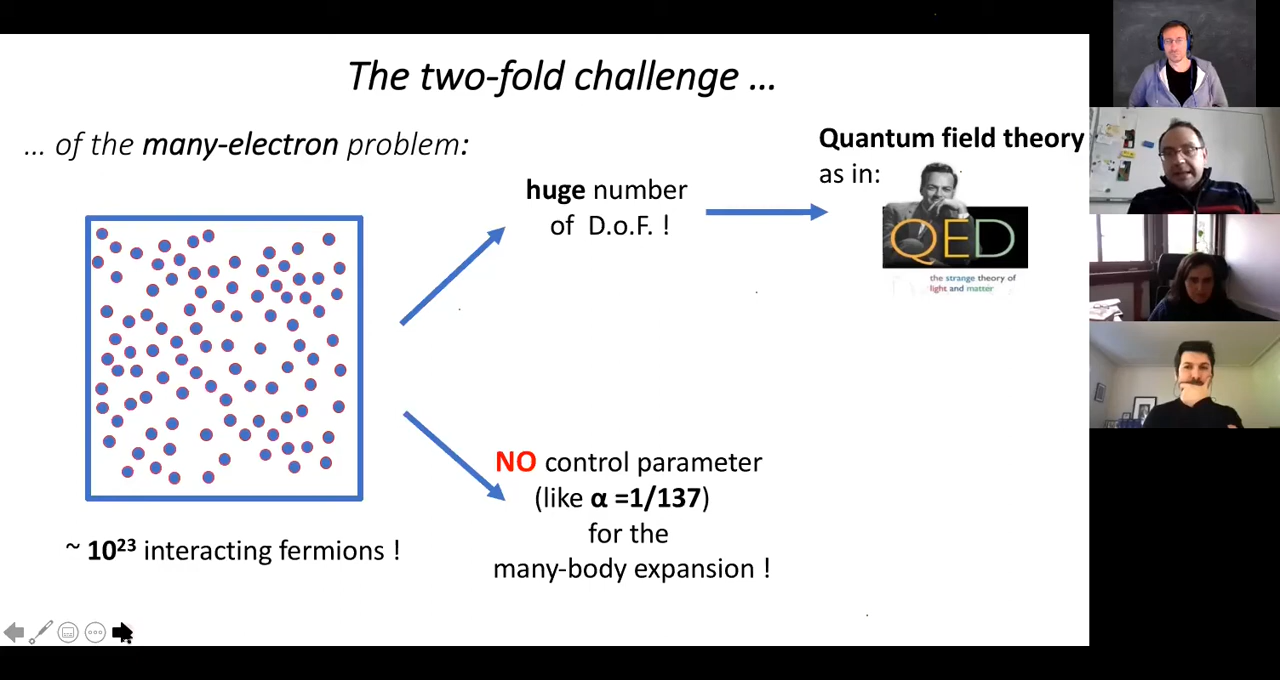 The two-fold challenge ...
... of the many-electron problem:
Quantum field theory
as in:
huge number
of D.o.F. !
QED
the strange theory of
light and matter
NO control parameter
(like α =1/137)
for the
many-body expansion !
~ 10²³ interacting fermions !